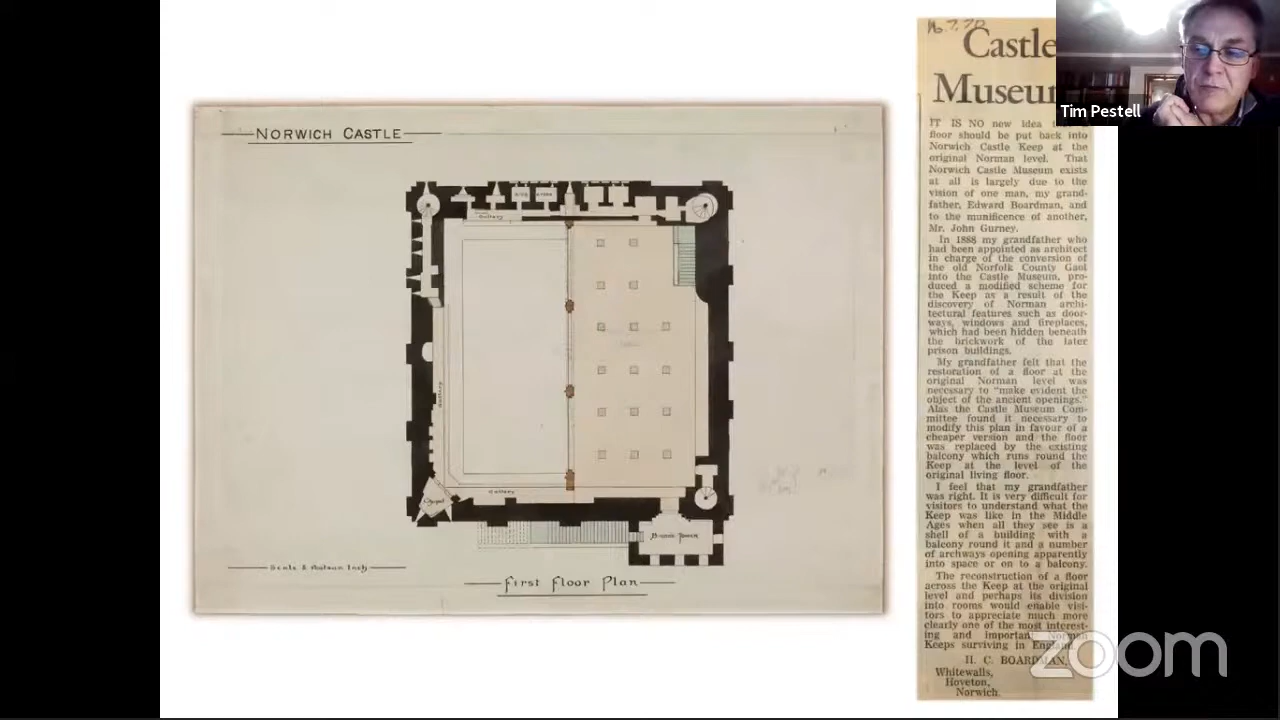 NORWICH CASTLE
Gallery
Gallery
Gallery
Chapel
First Floor Plan
16.7.70
Castle
Museum
Tim Pestell
IT IS NO new idea
floor should be put back into
Norwich Castle Keep at the
original Norman level. That
Norwich Castle Museum exists
at all is largely due to the
vision of one man, my grand-
father, Edward Boardman, and
to the munificence of another,
Mr. John Gurney.
In 1888 my grandfather who
had been appointed as architect
in charge of the conversion of
the old Norfolk County Gaol
into the Castle Museum, pro-
duced a modified scheme for
the Keep as a result of the
discovery of Norman archi-
tectural features such as door-
ways, windows and fireplaces,
which had been hidden beneath
the brickwork of the later
prison buildings.
My grandfather felt that the
restoration of a floor at the
original Norman level was
necessary to "make evident the
object of the ancient openings."
Alas the Castle Museum Com-
mittee found it necessary to
modify this plan in favour of a
cheaper version and the floor
was replaced by the existing
balcony which runs round the
Keep at the level of the
original living floor.
I feel that my grandfather
was right. It is very difficult for
visitors to understand what the
Keep was like in the Middle
Ages when all they see is a
shell of a building with a
balcony round it and a number
of archways opening apparently
into space or on to a balcony.
The reconstruction of a floor
across the Keep at the original
level and perhaps its division
into rooms would enable visi-
tors to appreciate much more
clearly one of the most interest-
ing and important Norman
Keeps surviving in England.
H. C. BOARDMAN.
Whitewalls,
Hoveton,
Norwich.
zoom